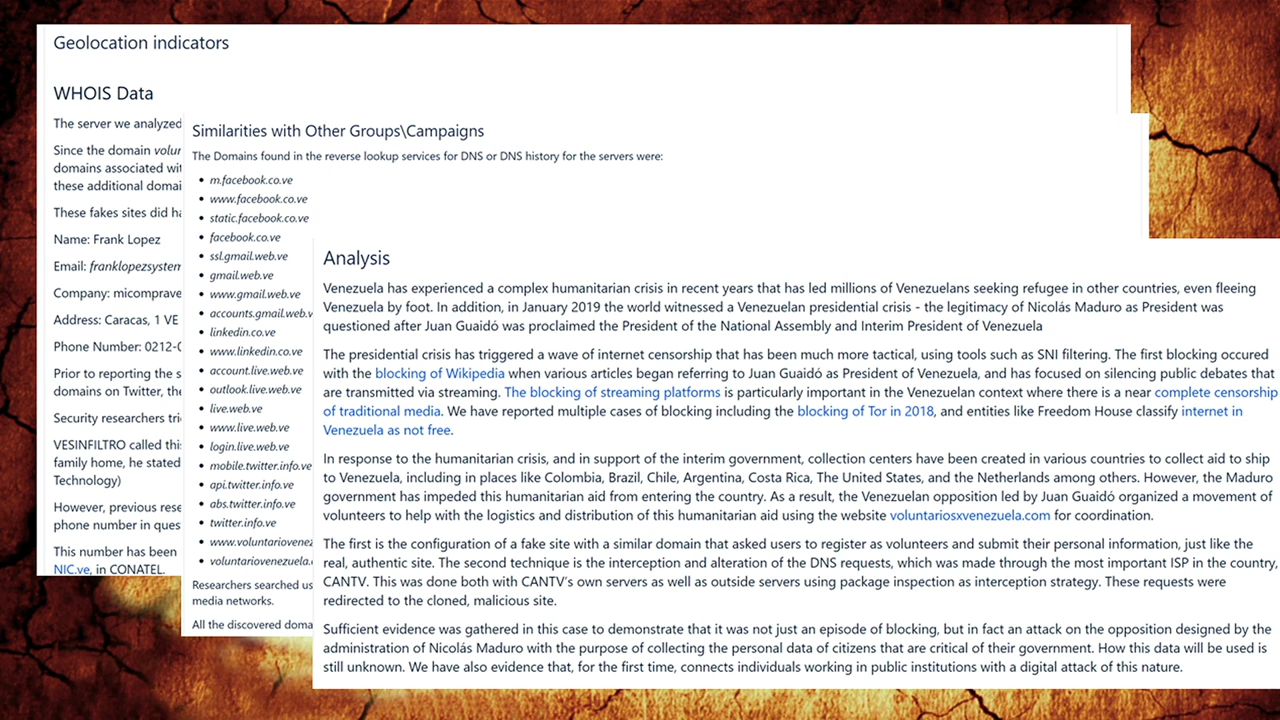 Geolocation indicators
WHOIS Data
The server we analyzed
Since the domain
domains associated
these additional
These fakes sites did
Name: Frank Lopez
Email:
Company:
Address: Caracas, 1 VE
Phone Number:
Prior to reporting the
domains on Twitter,
Security researchers
VESINFILTRO called
family home, he stated
Technology)
However, previous
phone number in
This number has been
NIC.ve, in CONATEL.
Similarities with Other Groups\Campaigns
The Domains found in the reverse lookup services for DNS or DNS history for the servers were:
• m.facebook.co.ve
• www.facebook.co.ve
• static.facebook.co.ve
• facebook.co.ve
• ssl.gmail.web.ve
• gmail.web.ve
• www.gmail.web.ve
• accounts.gmail.web.v
• linkedin.co.ve
• www.linkedin.co.ve
• account.live.web.ve
• outlook.live.web.ve
• live.web.ve
• www.live.web.ve
• login.live.web.ve
• mobile.twitter.info.ve
• api.twitter.info.ve
• abs.twitter.info.ve
• twitter.info.ve
• www.voluntariovenez
• voluntariovenezuela.
Researchers searched
media networks.
All the discovered
Analysis
Venezuela has experienced a complex humanitarian crisis in recent years that has led millions of Venezuelans seeking refugee in other countries, even fleeing
Venezuela by foot. In addition, in January 2019 the world witnessed a Venezuelan presidential crisis - the legitimacy of Nicolás Maduro as President was
questioned after Juan Guaidó was proclaimed the President of the National Assembly and Interim President of Venezuela
The presidential crisis has triggered a wave of internet censorship that has been much more tactical, using tools such as SNI filtering. The first blocking occured
with the blocking of Wikipedia when various articles began referring to Juan Guaidó as President of Venezuela, and has focused on silencing public debates that
are transmitted via streaming. The blocking of streaming platforms is particularly important in the Venezuelan context where there is a near complete censorship
of traditional media. We have reported multiple cases of blocking including the blocking of Tor in 2018, and entities like Freedom House classify internet in
Venezuela as not free.
In response to the humanitarian crisis, and in support of the interim government, collection centers have been created in various countries to collect aid to ship
to Venezuela, including in places like Colombia, Brazil, Chile, Argentina, Costa Rica, The United States, and the Netherlands among others. However, the Maduro
government has impeded this humanitarian aid from entering the country. As a result, the Venezuelan opposition led by Juan Guaidó organized a movement of
volunteers to help with the logistics and distribution of this humanitarian aid using the website voluntariosxvenezuela.com for coordination.
The first is the configuration of a fake site with a similar domain that asked users to register as volunteers and submit their personal information, just like the
real, authentic site. The second technique is the interception and alteration of the DNS requests, which was made through the most important ISP in the country,
CANTV. This was done both with CANTV's own servers as well as outside servers using package inspection as interception strategy. These requests were
redirected to the cloned, malicious site.
Sufficient evidence was gathered in this case to demonstrate that it was not just an episode of blocking, but in fact an attack on the opposition designed by the
administration of Nicolás Maduro with the purpose of collecting the personal data of citizens that are critical of their government. How this data will be used is
still unknown. We have also evidence that, for the first time, connects individuals working in public institutions with a digital attack of this nature.